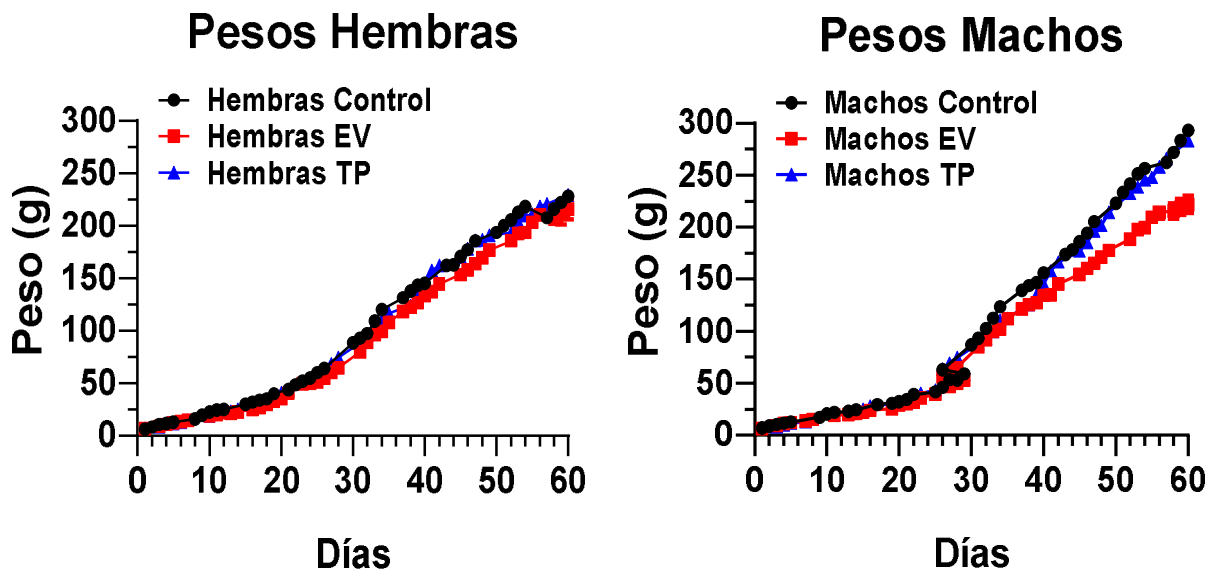 Pesos Hembras
Hembras Control
Hembras EV
Hembras TP
Peso (g)
300
250
200
150
100
50
0
0 10 20 30 40 50 60
Días
Pesos Machos
Machos Control
Machos EV
Machos TP
Peso (g)
300
250
200
150
100
50
0
0 10 20 30 40 50 60
Días